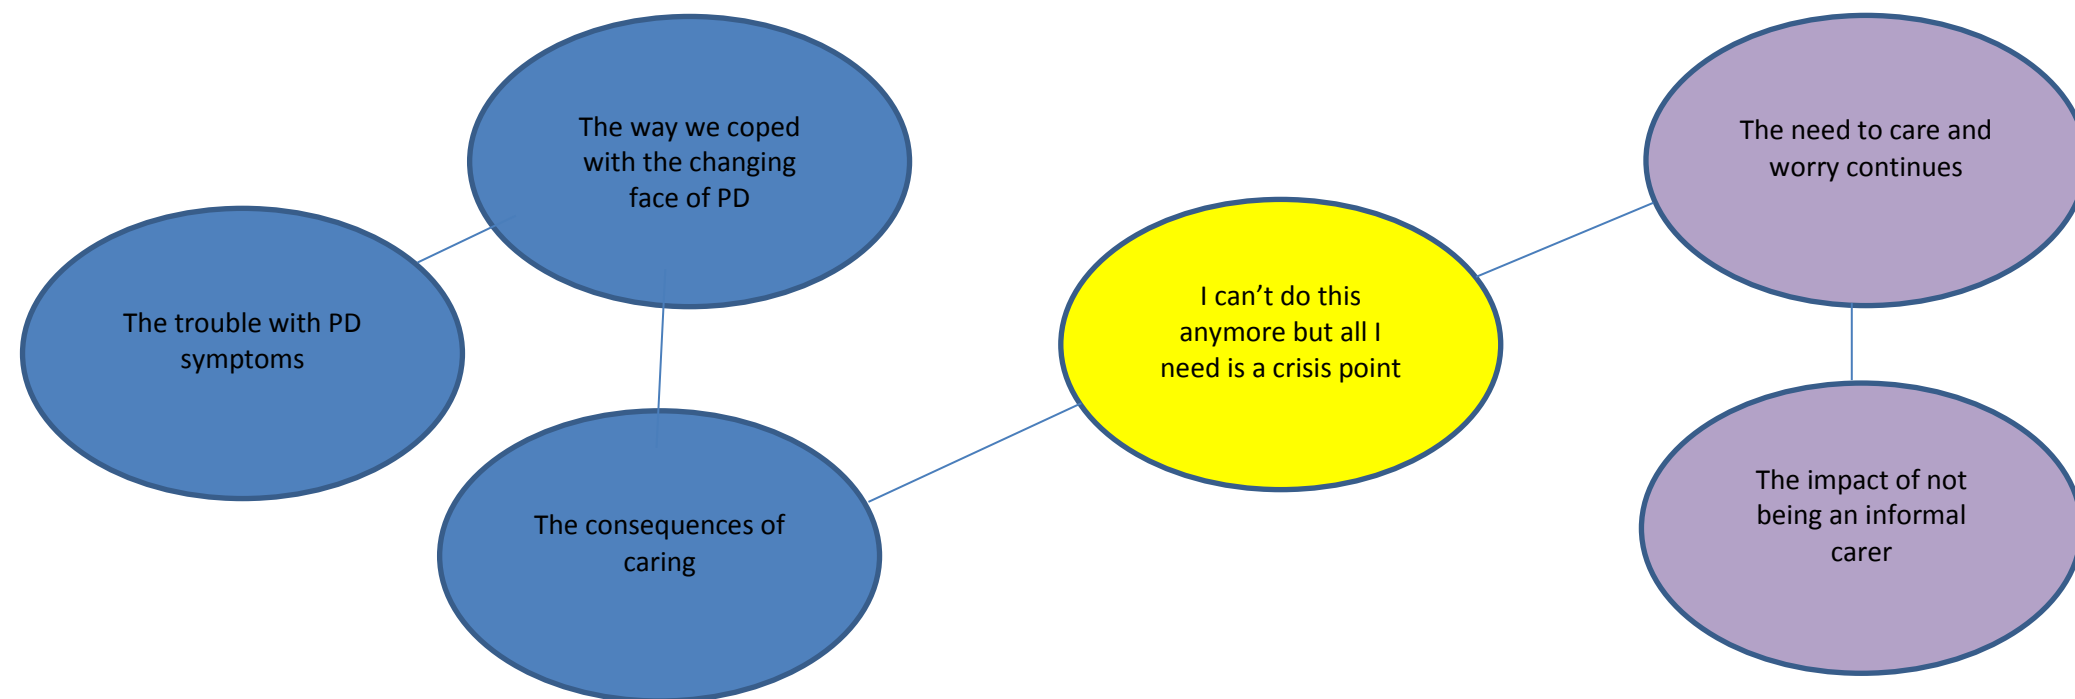 The way we coped
with the changing
face of PD
The need to care and
worry continues
The trouble with PD
symptoms
I can’t do this
anymore but all I
need is a crisis point
The consequences of
caring
The impact of not
being an informal
carer